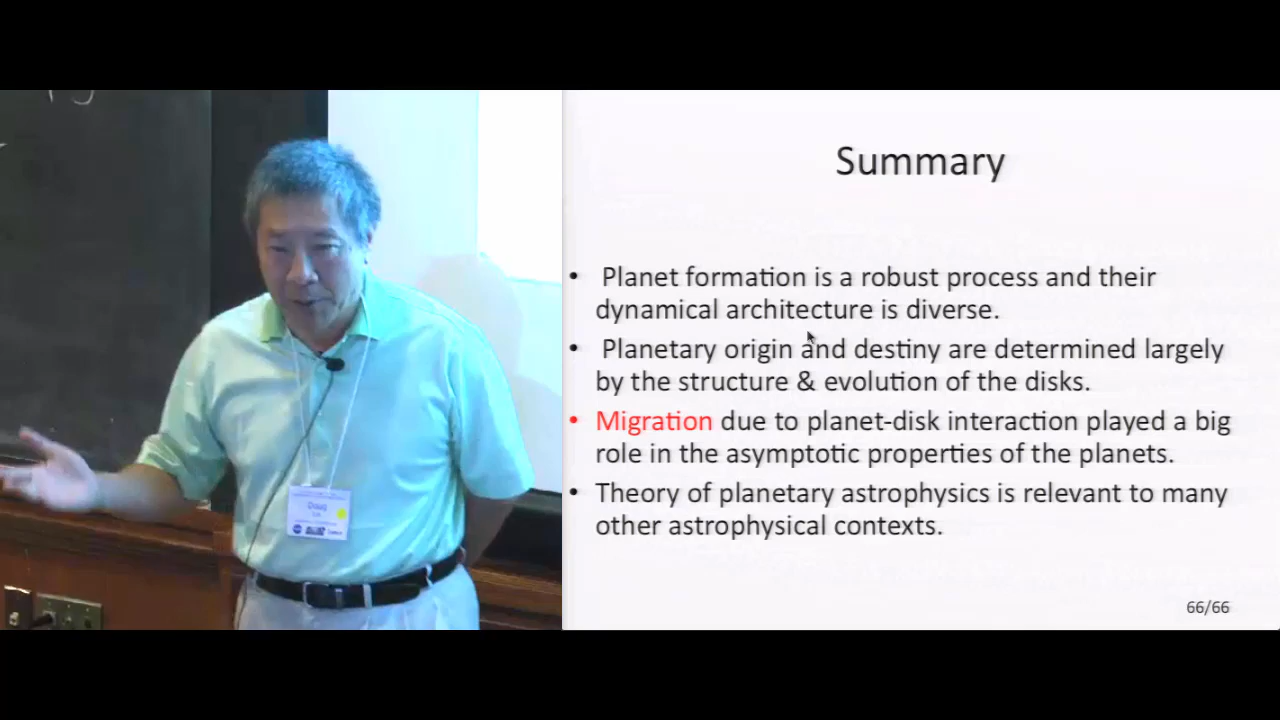 Summary
• Planet formation is a robust process and their
dynamical architecture is diverse.
• Planetary origin and destiny are determined largely
by the structure & evolution of the disks.
• Migration due to planet-disk interaction played a big
role in the asymptotic properties of the planets.
• Theory of planetary astrophysics is relevant to many
other astrophysical contexts.
66/66
Doug